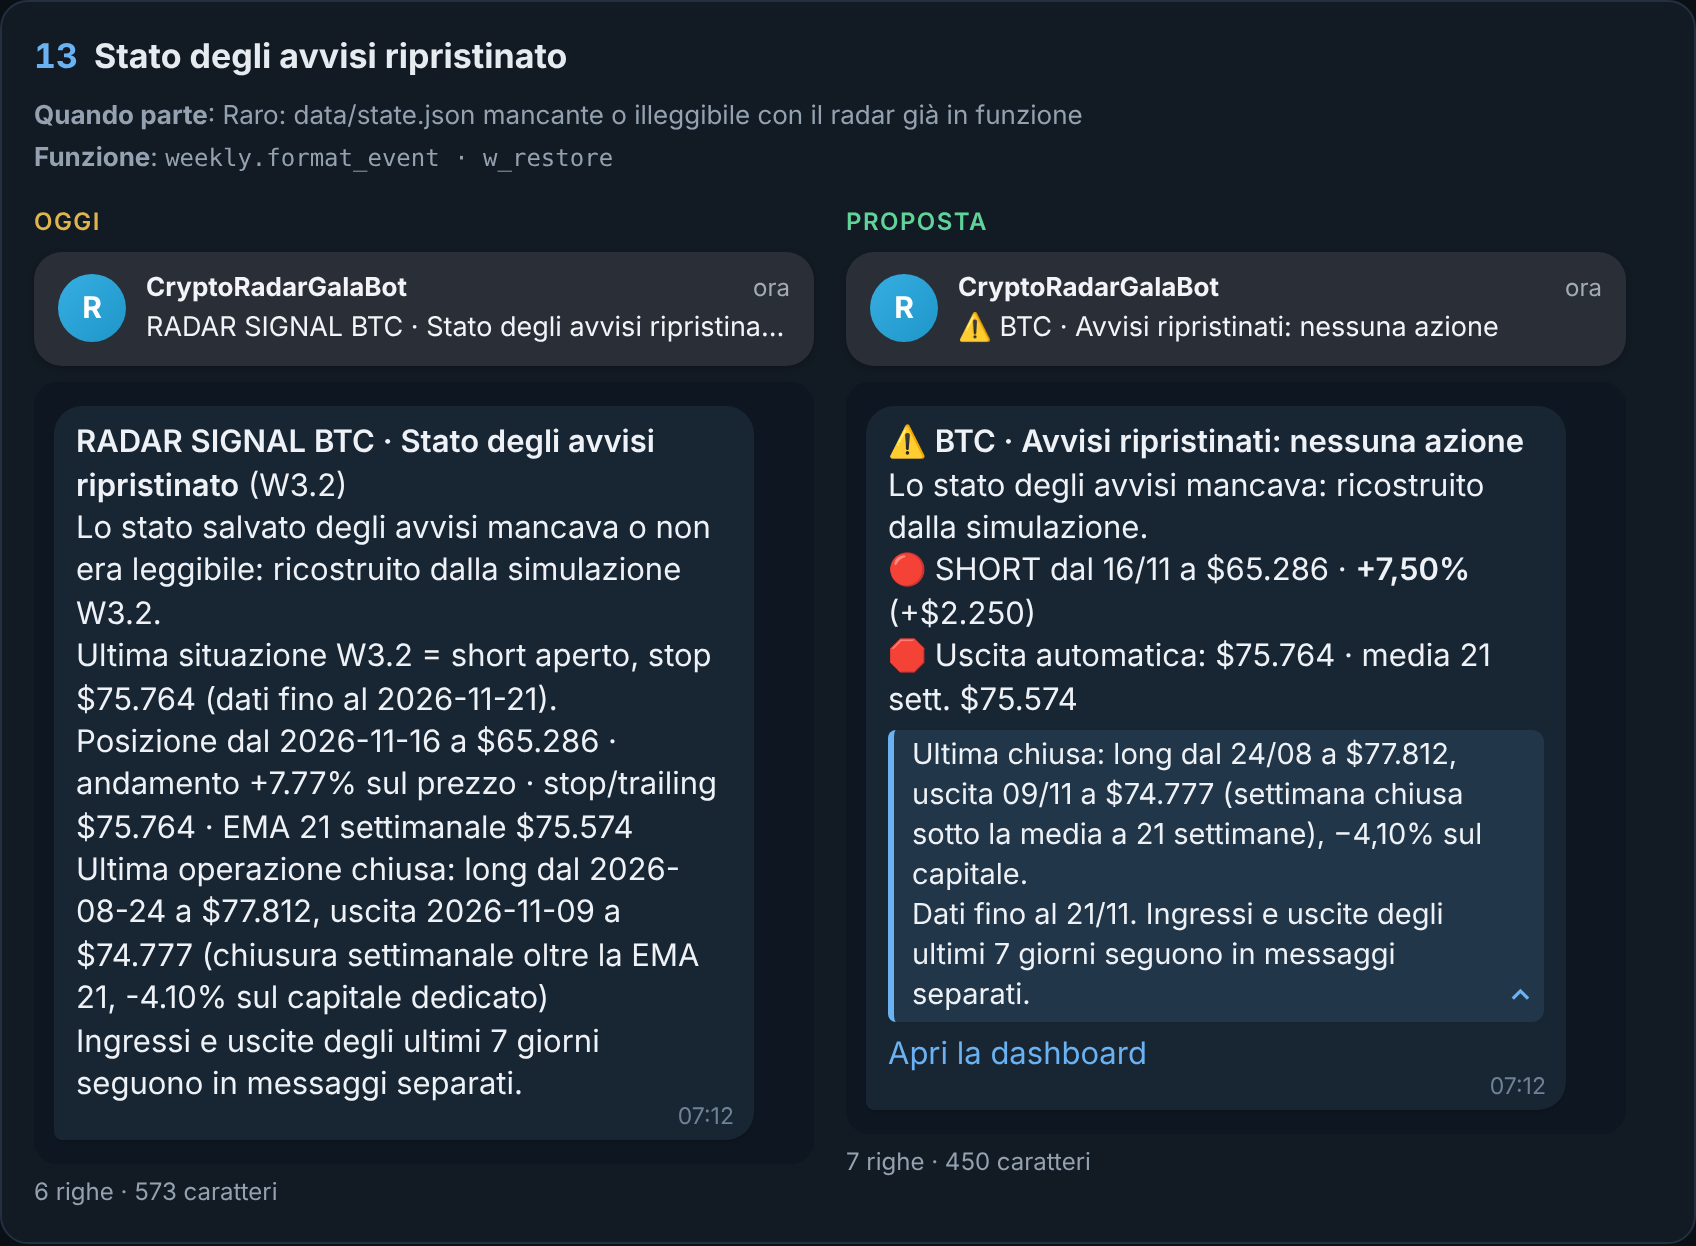 13 Stato degli avvisi ripristinato
Quando parte: Raro: data/state.json mancante o illeggibile con il radar già in funzione
Funzione: weekly.format_event · w_restore
OGGI
R
CryptoRadarGalaBot
ora
RADAR SIGNAL BTC · Stato degli avvisi ripristina...
RADAR SIGNAL BTC · Stato degli avvisi
ripristinato (W3.2)
Lo stato salvato degli avvisi mancava o non
era leggibile: ricostruito dalla simulazione
W3.2.
Ultima situazione W3.2 = short aperto, stop
$75.764 (dati fino al 2026-11-21).
Posizione dal 2026-11-16 a $65.286 ·
andamento +7.77% sul prezzo · stop/trailing
$75.764 · EMA 21 settimanale $75.574
Ultima operazione chiusa: long dal 2026-
08-24 a $77.812, uscita 2026-11-09 a
$74.777 (chiusura settimanale oltre la EMA
21, -4.10% sul capitale dedicato)
Ingressi e uscite degli ultimi 7 giorni
seguono in messaggi separati.
07:12
6 righe · 573 caratteri
PROPOSTA
R
CryptoRadarGalaBot
ora
⚠️ BTC · Avvisi ripristinati: nessuna azione
⚠️ BTC · Avvisi ripristinati: nessuna azione
Lo stato degli avvisi mancava: ricostruito
dalla simulazione.
🔴 SHORT dal 16/11 a $65.286 · +7,50%
(+$2.250)
🛑 Uscita automatica: $75.764 · media 21
sett. $75.574
Ultima chiusa: long dal 24/08 a $77.812,
uscita 09/11 a $74.777 (settimana chiusa
sotto la media a 21 settimane), −4,10% sul
capitale.
Dati fino al 21/11. Ingressi e uscite degli
ultimi 7 giorni seguono in messaggi
separati.
Apri la dashboard
07:12
7 righe · 450 caratteri